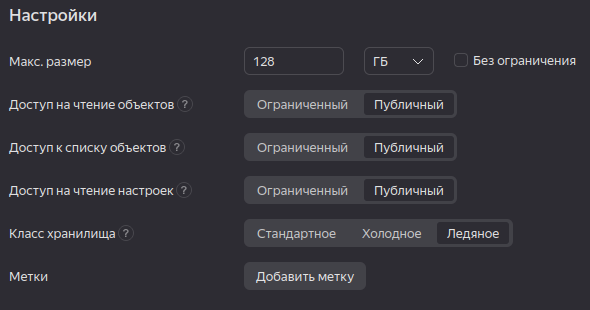 Настройки
Макс. размер 128 ГБ Без ограничения
Доступ на чтение объектов ? Ограниченный Публичный
Доступ к списку объектов ? Ограниченный Публичный
Доступ на чтение настроек ? Ограниченный Публичный
Класс хранилища ? Стандартное Холодное Ледяное
Метки Добавить метку